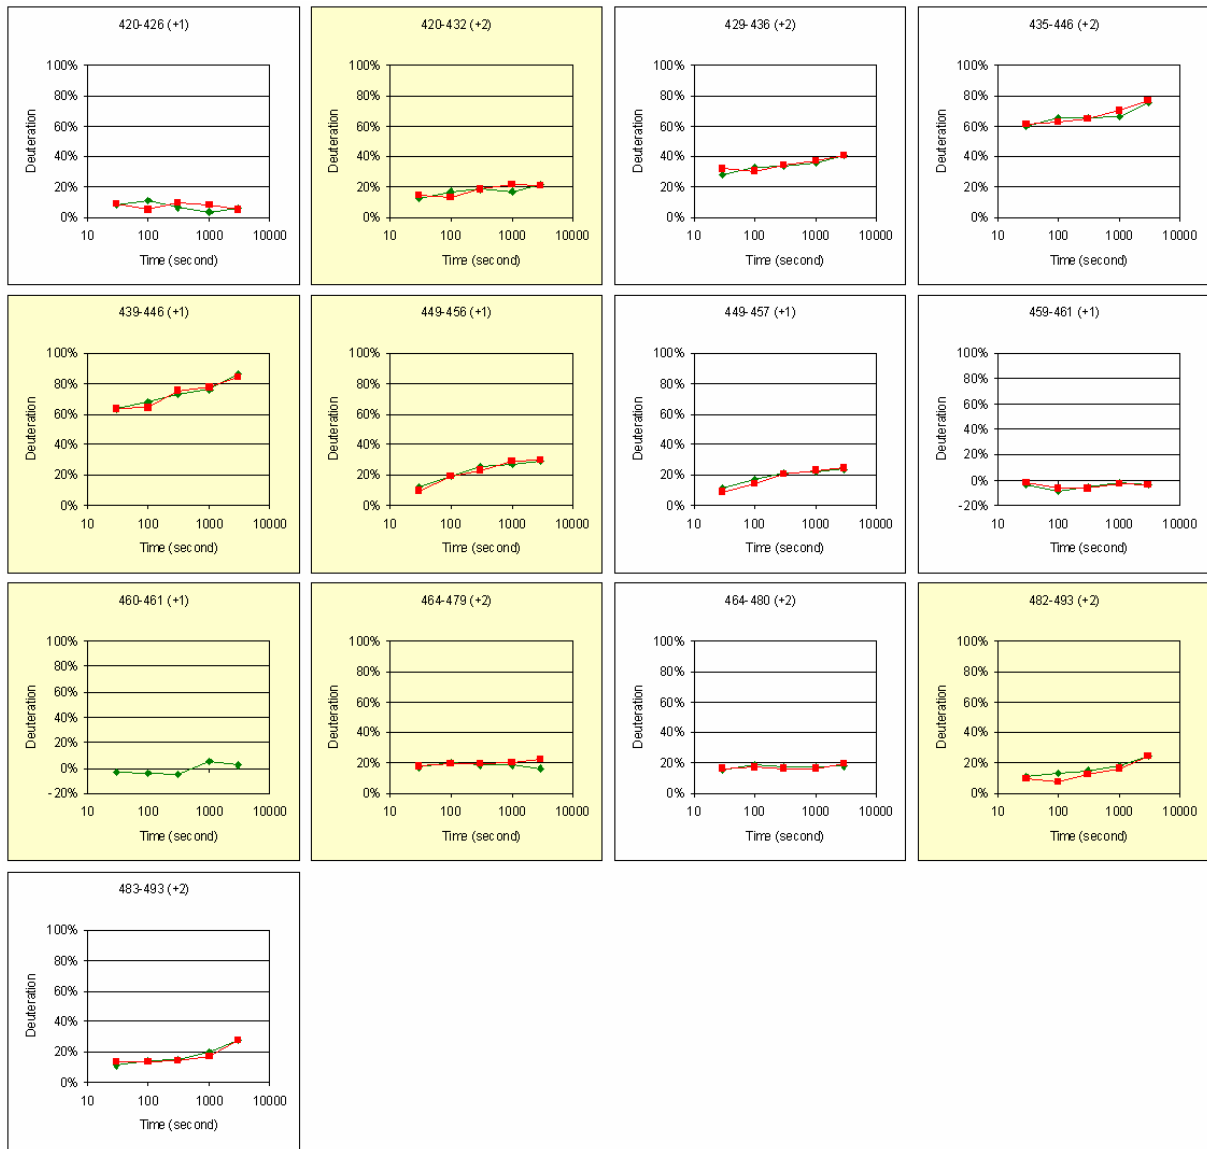 420-426 (+1)
100%
80%
60%
40%
20%
0%
10 100 1000 10000
Deuteration
Time (second)
420-432 (+2)
100%
80%
60%
40%
20%
0%
10 100 1000 10000
Deuteration
Time (second)
429-436 (+2)
100%
80%
60%
40%
20%
0%
10 100 1000 10000
Deuteration
Time (second)
435-446 (+2)
100%
80%
60%
40%
20%
0%
10 100 1000 10000
Deuteration
Time (second)
439-446 (+1)
100%
80%
60%
40%
20%
0%
10 100 1000 10000
Deuteration
Time (second)
449-456 (+1)
100%
80%
60%
40%
20%
0%
10 100 1000 10000
Deuteration
Time (second)
449-457 (+1)
100%
80%
60%
40%
20%
0%
10 100 1000 10000
Deuteration
Time (second)
459-461 (+1)
100%
80%
60%
40%
20%
0%
-20%
10 100 1000 10000
Deuteration
Time (second)
460-461 (+1)
100%
80%
60%
40%
20%
0%
-20%
10 100 1000 10000
Deuteration
Time (second)
464-479 (+2)
100%
80%
60%
40%
20%
0%
10 100 1000 10000
Deuteration
Time (second)
464-480 (+2)
100%
80%
60%
40%
20%
0%
10 100 1000 10000
Deuteration
Time (second)
482-493 (+2)
100%
80%
60%
40%
20%
0%
10 100 1000 10000
Deuteration
Time (second)
483-493 (+2)
100%
80%
60%
40%
20%
0%
10 100 1000 10000
Deuteration
Time (second)